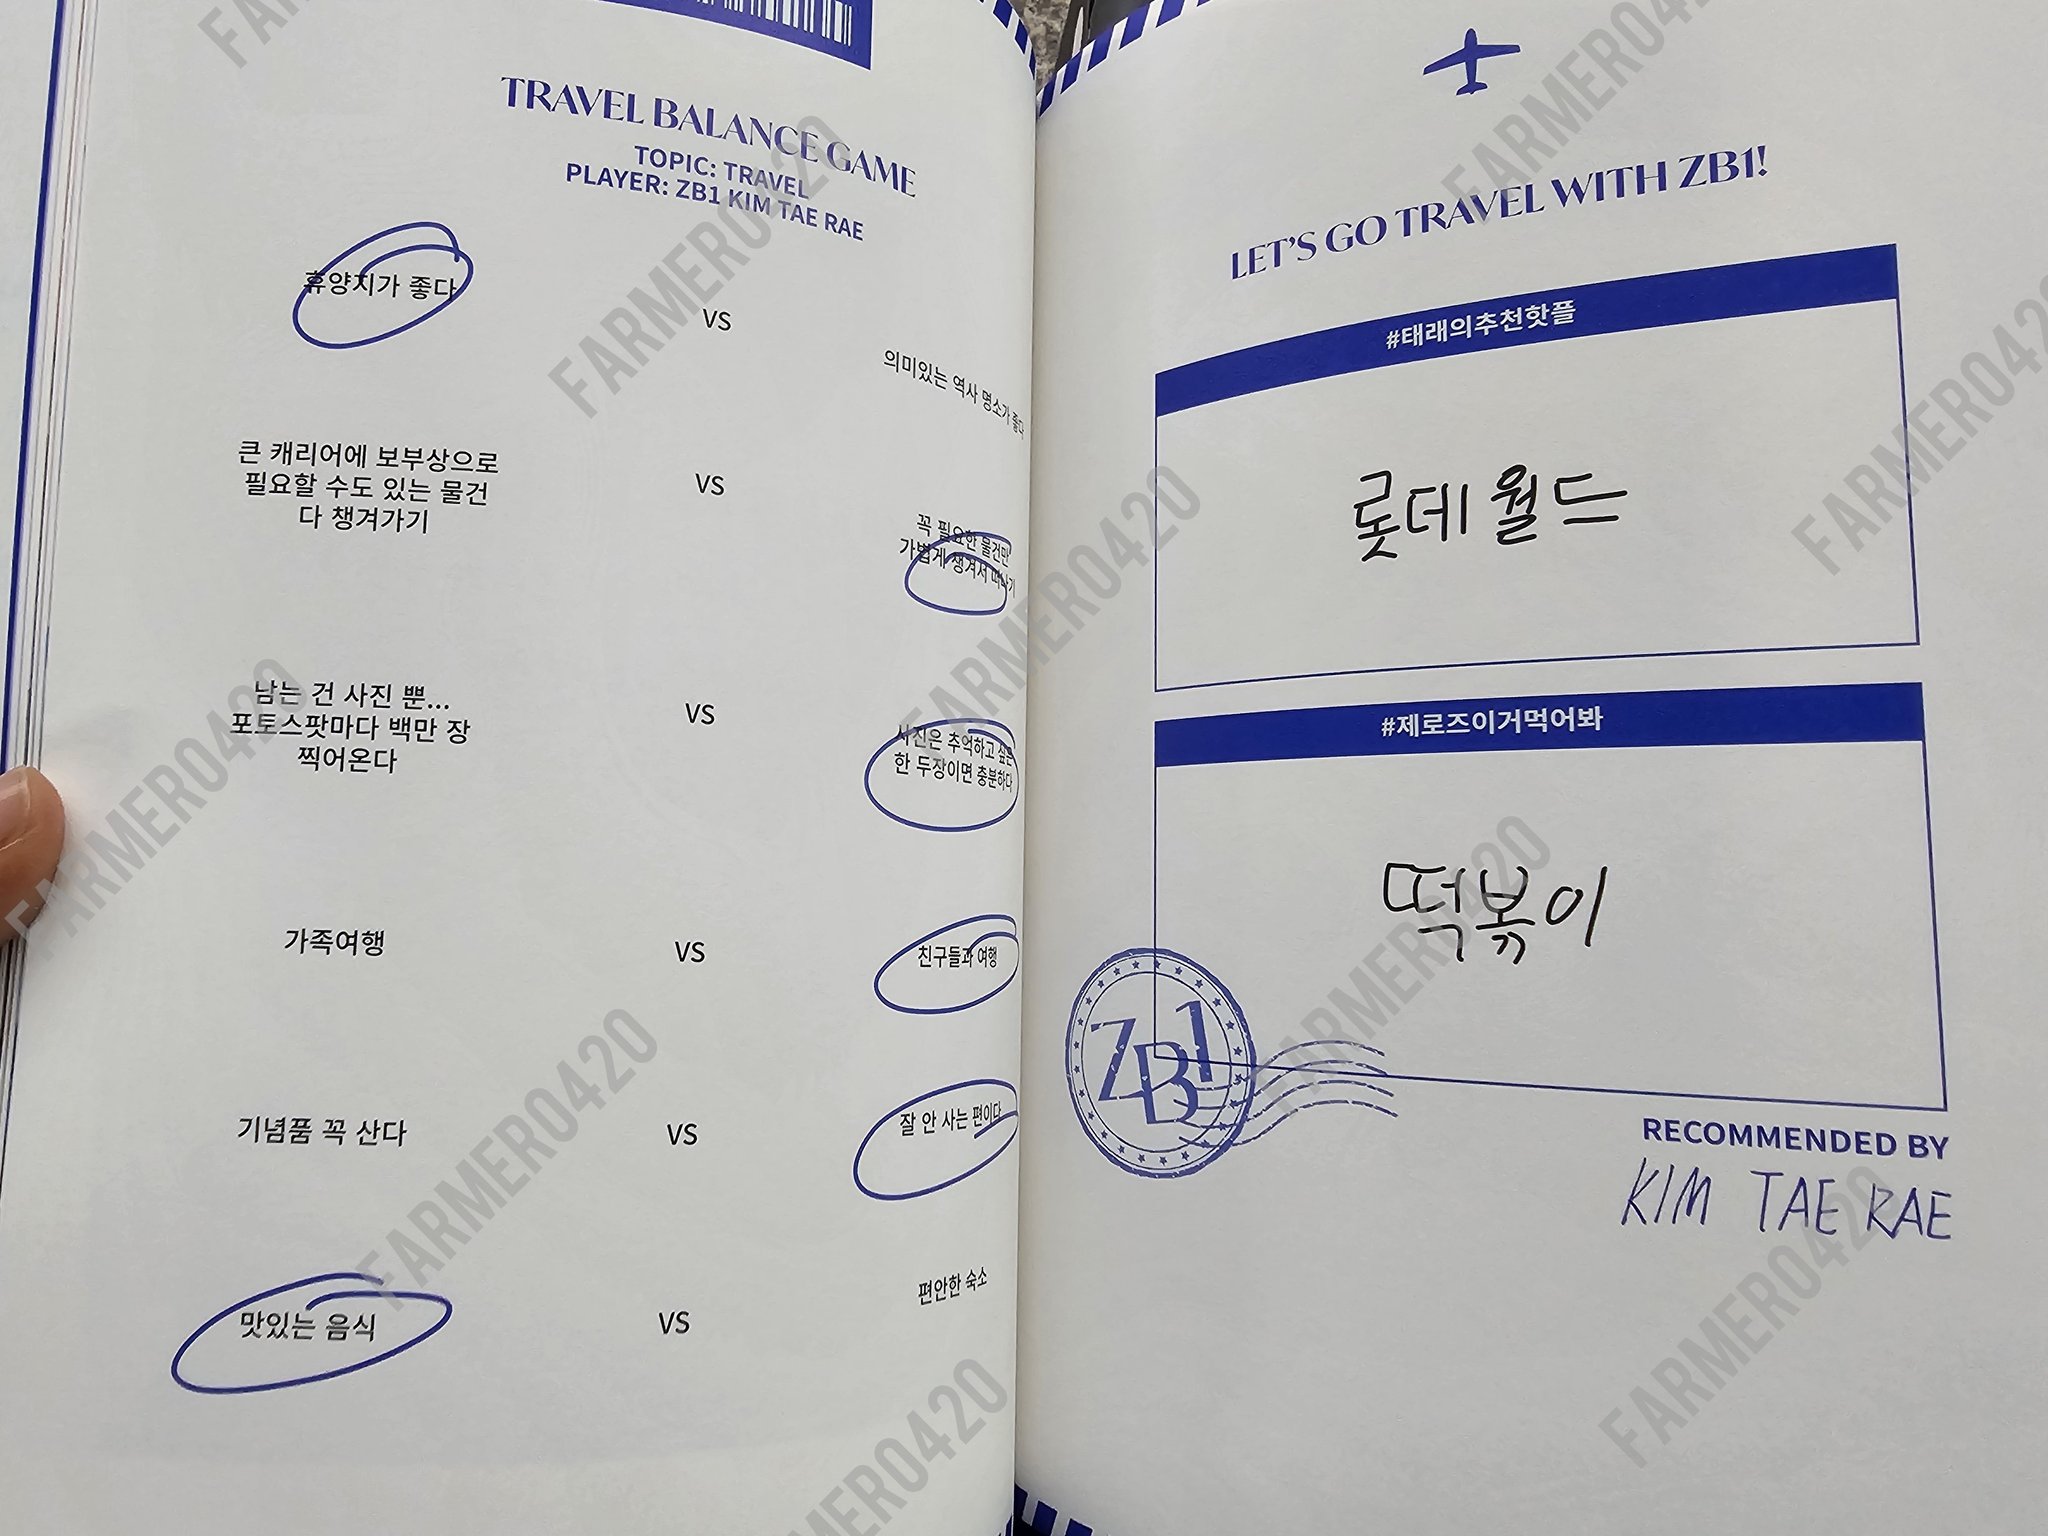 TRAVEL BALANCE GAME
TOPIC: TRAVEL
PLAYER: ZB1 KIM TAE RAE
휴양지가 좋다
VS
의미있는 역사 명소가 좋다
큰 캐리어에 보부상으로
필요할 수도 있는 물건
다 챙겨가기
VS
꼭 필요한 물건만
가볍게 챙겨서 떠나기
남는 건 사진 뿐...
포토스팟마다 백만 장
찍어온다
VS
사진은 추억하고 싶은
한 두장이면 충분하다
가족여행
VS
친구들과 여행
기념품 꼭 산다
VS
잘 안 사는 편이다
맛있는 음식
VS
편안한 숙소
LET'S GO TRAVEL WITH ZB1!
#태래의추천핫플
롯데월드
#제로즈이거먹어봐
떡볶이
ZB1
RECOMMENDED BY
KIM TAE RAE
FARMER0420